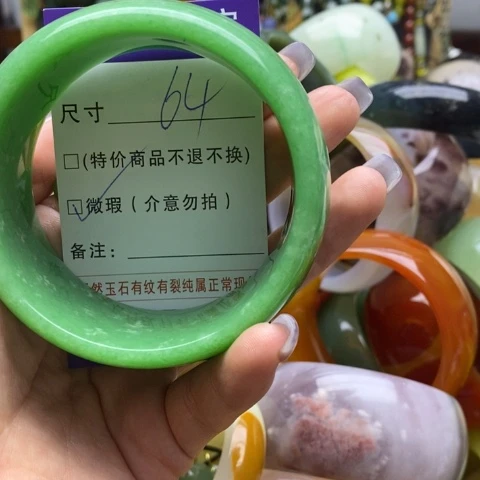 尺寸 64
□(特价商品不退不换)
☑微瑕(介意勿拍)
备注:
然玉石有纹有裂纯属正常现